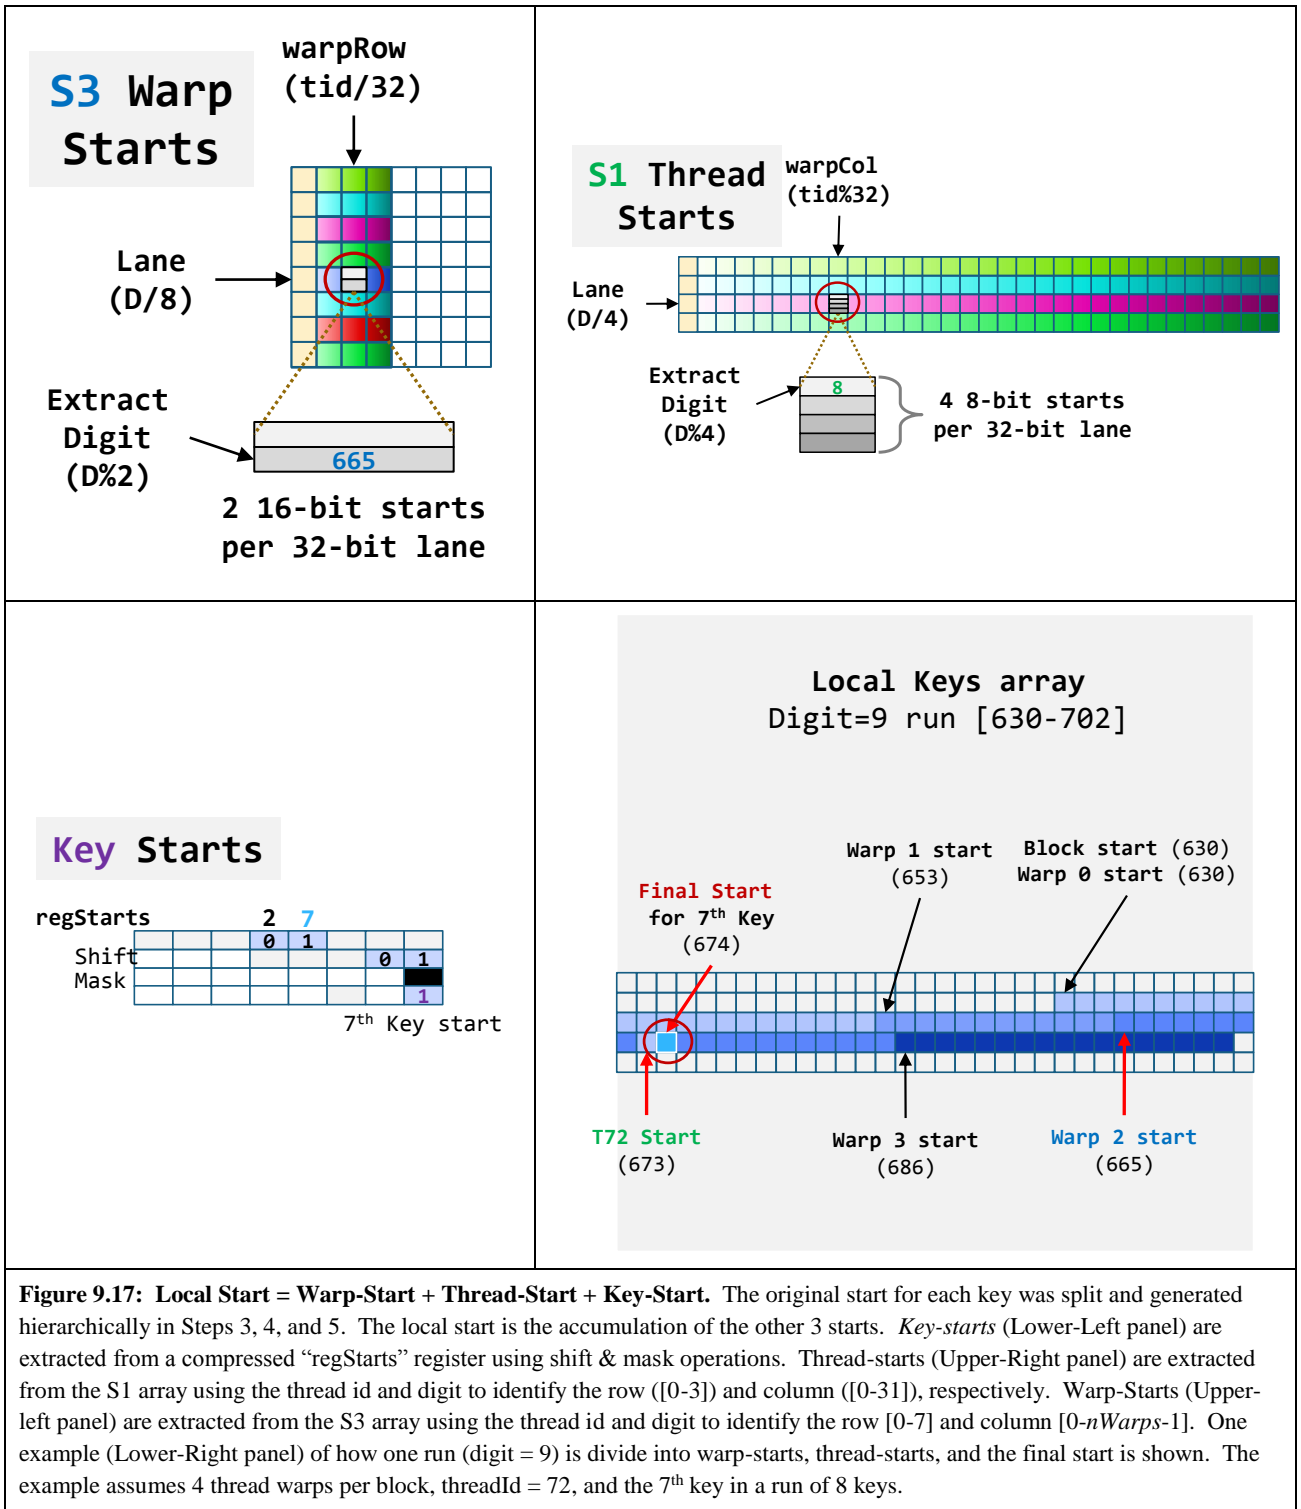 S3 Warp
Starts
warpRow
(tid/32)
Lane
(D/8)
Extract
Digit
(D%2)
665
2 16-bit starts
per 32-bit lane
S1 Thread
Starts
warpCol
(tid%32)
Lane
(D/4)
Extract
Digit
(D%4)
8
4 8-bit starts
per 32-bit lane
Key Starts
regStarts
2 7
0 1
Shift
0 1
Mask
1
7th Key start
Local Keys array
Digit=9 run [630-702]
Block start (630)
Warp 0 start (630)
Warp 1 start
(653)
Final Start
for 7th Key
(674)
T72 Start
(673)
Warp 3 start
(686)
Warp 2 start
(665)
Figure 9.17: Local Start = Warp-Start + Thread-Start + Key-Start. The original start for each key was split and generated
hierarchically in Steps 3, 4, and 5. The local start is the accumulation of the other 3 starts. Key-starts (Lower-Left panel) are
extracted from a compressed “regStarts” register using shift & mask operations. Thread-starts (Upper-Right panel) are extracted
from the S1 array using the thread id and digit to identify the row ([0-3]) and column ([0-31]), respectively. Warp-Starts (Upper-
left panel) are extracted from the S3 array using the thread id and digit to identify the row [0-7] and column [0-nWarps-1]. One
example (Lower-Right panel) of how one run (digit = 9) is divide into warp-starts, thread-starts, and the final start is shown. The
example assumes 4 thread warps per block, threadId = 72, and the 7th key in a run of 8 keys.